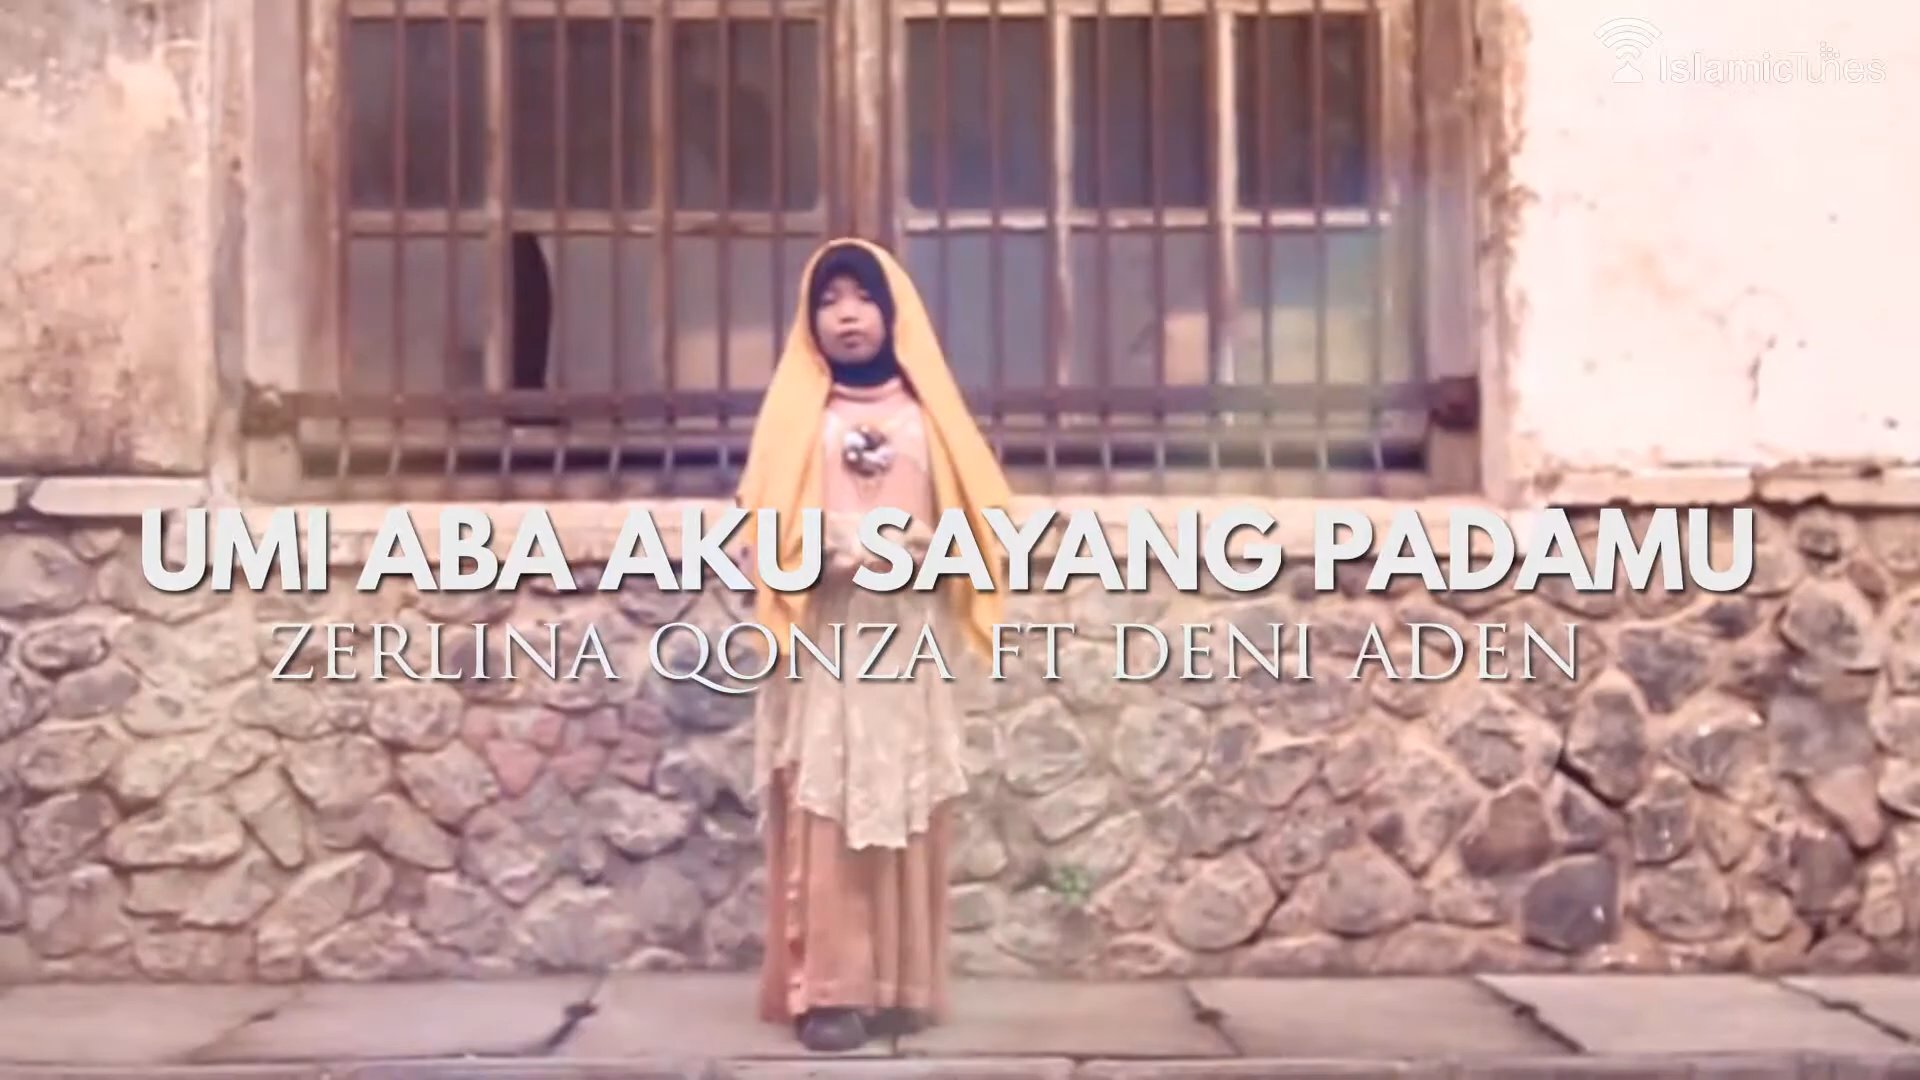 IslamicTunes
UMI ABA AKU SAYANG PADAMU
ZERLINA QONZA FT DENI ADEN